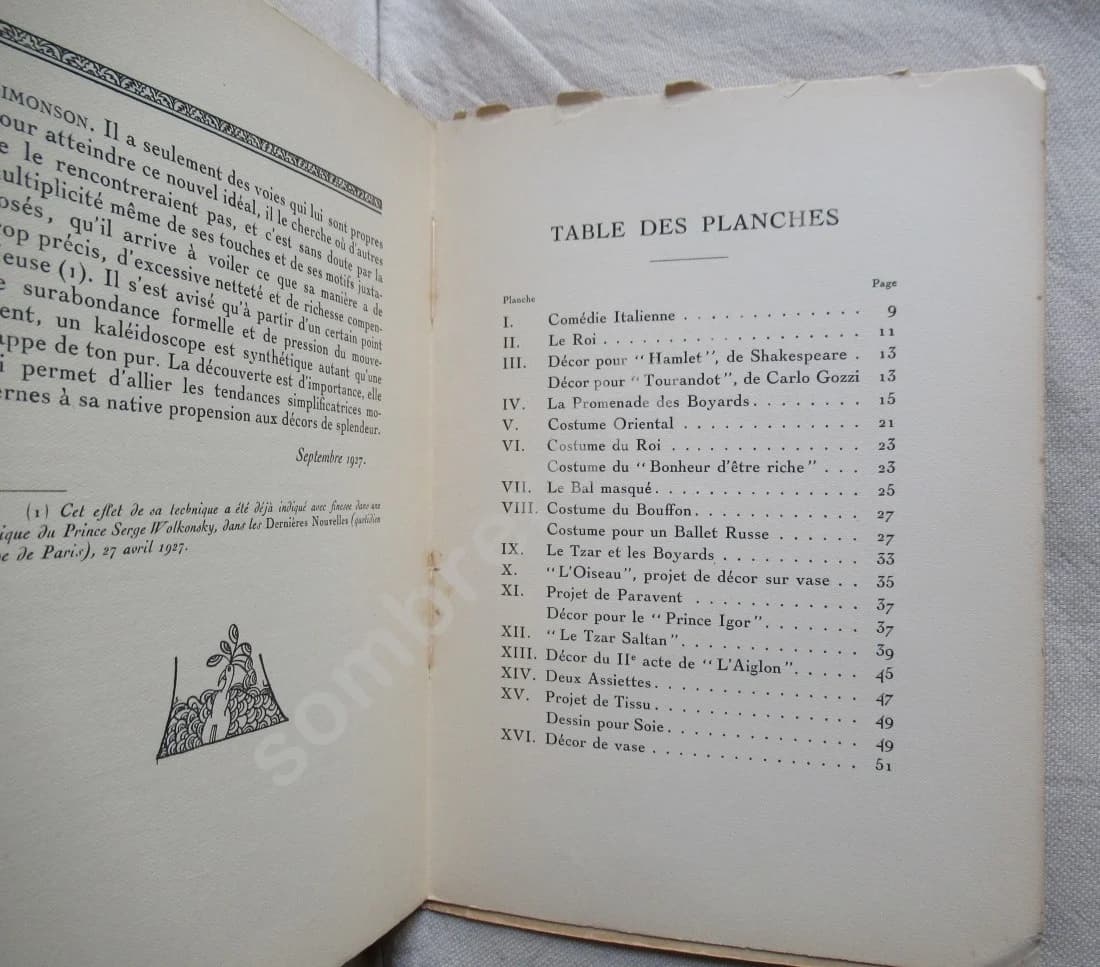 IMONSON. Il a seulement des voies qui lui sont propres
our atteindre ce nouvel idéal, il le cherche où d'autres
e le rencontreraient pas, et c'est sans doute par la
ultiplicité même de ses touches et de ses motifs juxta-
osés, qu'il arrive à voiler ce que sa manière a de
rop précis, d'excessive netteté et de richesse compen-
euse (1). Il s'est avisé qu'à partir d'un certain point
e surabondance formelle et de pression du mouve-
ent, un kaléidoscope est synthétique autant qu'une
appe de ton pur. La découverte est d'importance, elle
i permet d'allier les tendances simplificatrices mo-
ernes à sa native propension aux décors de splendeur.
Septembre 1927.
(1) Cet effet de sa technique a été déjà indiqué avec finesse dans une
ique du Prince Serge Wolkonsky, dans les Dernières Nouvelles (quotidien
e de Paris), 27 avril 1927.
TABLE DES PLANCHES
Planche Page
I. Comédie Italienne . . . . . . . . . . . . . 9
II. Le Roi . . . . . . . . . . . . . . . . . . 11
III. Décor pour "Hamlet", de Shakespeare . 13
Décor pour "Tourandot", de Carlo Gozzi 13
IV. La Promenade des Boyards . . . . . . . . 15
V. Costume Oriental . . . . . . . . . . . . . 21
VI. Costume du Roi . . . . . . . . . . . . . . 23
Costume du "Bonheur d'être riche" . . . 23
VII. Le Bal masqué . . . . . . . . . . . . . . . 25
VIII. Costume du Bouffon . . . . . . . . . . . . 27
Costume pour un Ballet Russe . . . . . . 27
IX. Le Tzar et les Boyards . . . . . . . . . . 33
X. "L'Oiseau", projet de décor sur vase . . 35
XI. Projet de Paravent . . . . . . . . . . . . 37
Décor pour le "Prince Igor" . . . . . . . 37
XII. "Le Tzar Saltan" . . . . . . . . . . . . . 39
XIII. Décor du IIe acte de "L'Aiglon" . . . . . 45
XIV. Deux Assiettes . . . . . . . . . . . . . . . 47
XV. Projet de Tissu . . . . . . . . . . . . . . . 49
Dessin pour Soie . . . . . . . . . . . . . . 49
XVI. Décor de vase . . . . . . . . . . . . . . . 51
sombre